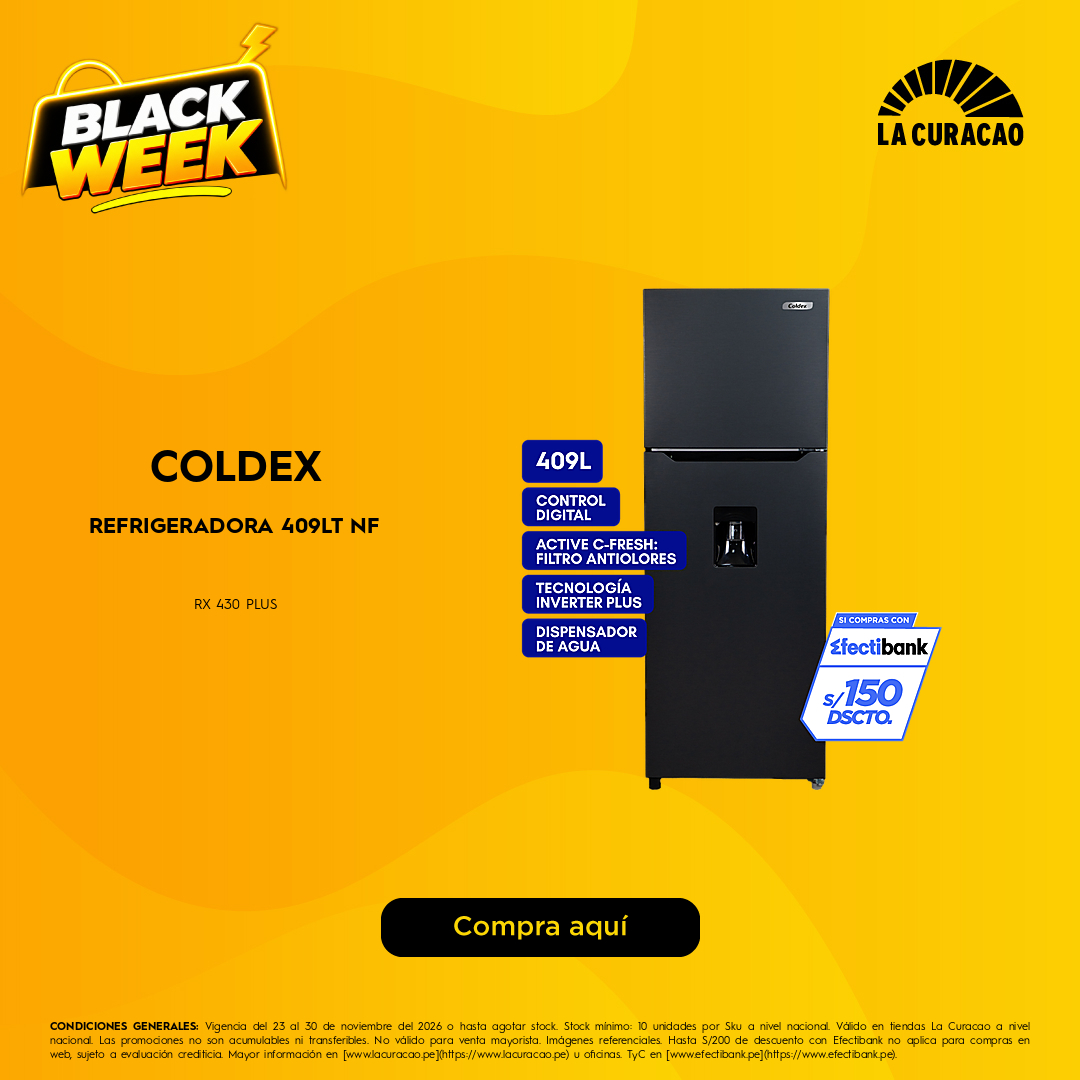 BLACK
WEEK
LA CURACAO
Coldex
COLDEX
REFRIGERADORA 409LT NF
RX 430 PLUS
409L
CONTROL
DIGITAL
ACTIVE C-FRESH:
FILTRO ANTIOLORES
TECNOLOGÍA
INVERTER PLUS
DISPENSADOR
DE AGUA
SI COMPRAS CON
Efectibank
S/150
DSCTO.
Compra aquí
CONDICIONES GENERALES: Vigencia del 23 al 30 de noviembre del 2026 o hasta agotar stock. Stock mínimo: 10 unidades por Sku a nivel nacional. Válido en tiendas La Curacao a nivel
nacional. Las promociones no son acumulables ni transferibles. No válido para venta mayorista. Imágenes referenciales. Hasta S/200 de descuento con Efectibank no aplica para compras en
web, sujeto a evaluación crediticia. Mayor información en [www.lacuracao.pe](https://www.lacuracao.pe) u oficinas. TyC en [www.efectibank.pe](https://www.efectibank.pe).